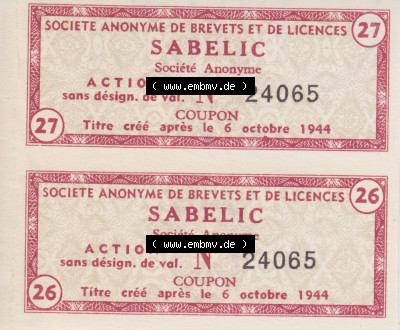 SOCIETE ANONYME DE BREVETS ET DE LICENCES 27
SABELIC
Société Anonyme
ACTIO
( www.embmv.de )
sans désign. de val. N 24065
COUPON
27 Titre créé après le 6 octobre 1944
SOCIETE ANONYME DE BREVETS ET DE LICENCES 26
SABELIC
Société Anonyme
ACTIO
( www.embmv.de )
sans désign. de val. N 24065
COUPON
26 Titre créé après le 6 octobre 1944